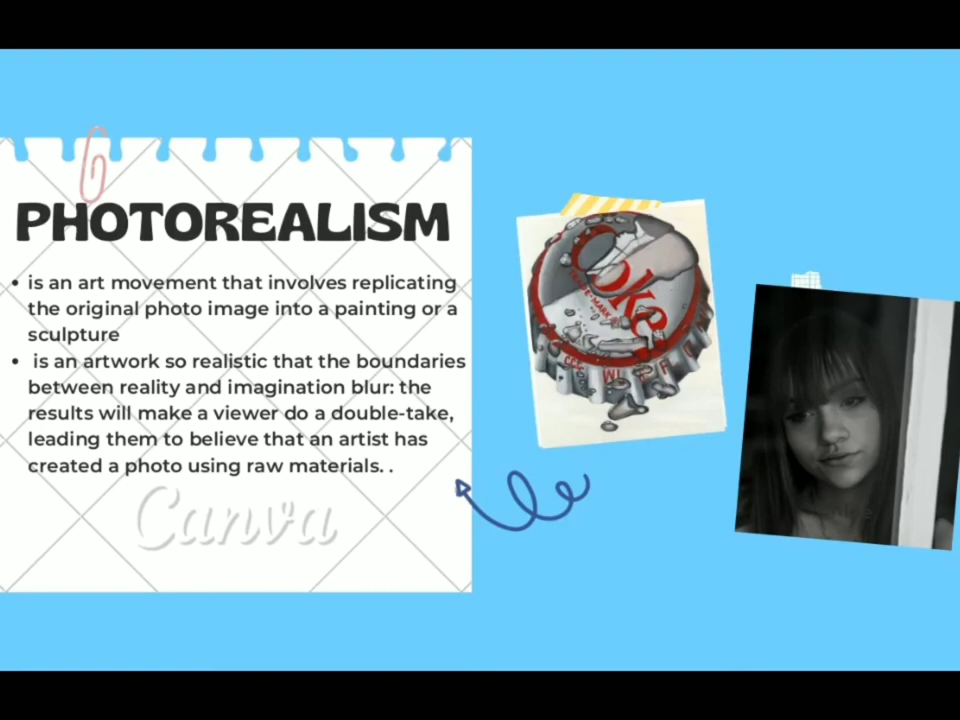 PHOTOREALISM
• is an art movement that involves replicating
the original photo image into a painting or a
sculpture
• is an artwork so realistic that the boundaries
between reality and imagination blur: the
results will make a viewer do a double-take,
leading them to believe that an artist has
created a photo using raw materials. .
Canva
Coke
TRADE-MARK